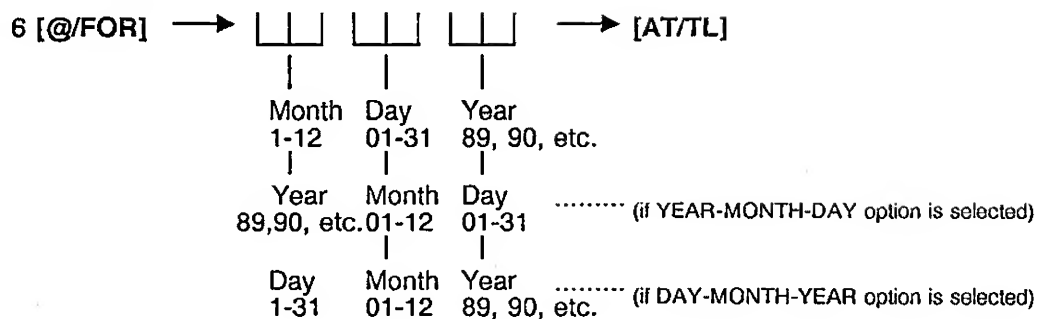 6 [@/FOR] [AT/TL]
Month Day Year
1-12 01-31 89, 90, etc.
Year Month Day
89,90, etc. 01-12 01-31 ......... (if YEAR-MONTH-DAY option is selected)
Day Month Year
1-31 01-12 89, 90, etc. ......... (if DAY-MONTH-YEAR option is selected)